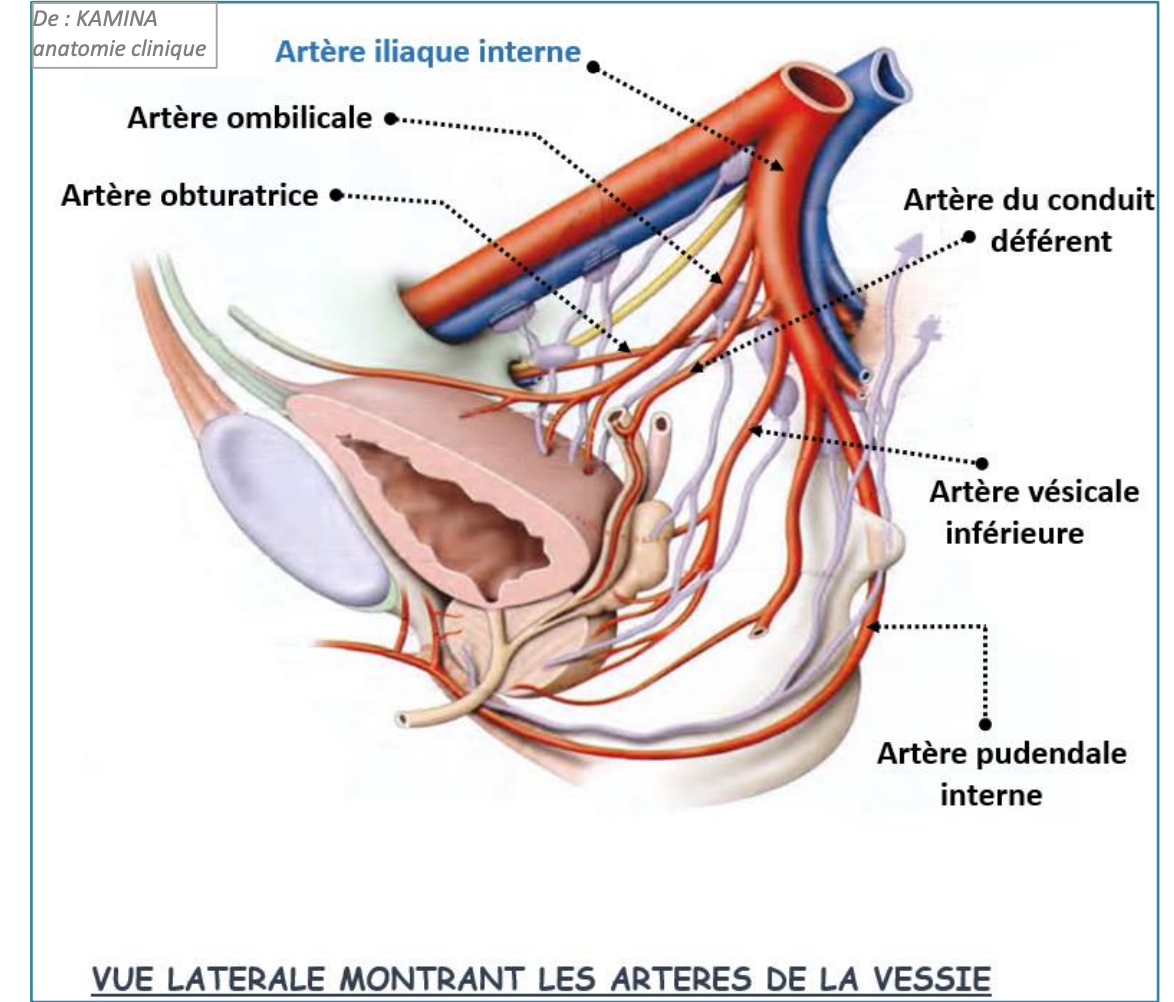 De : KAMINA
anatomie clinique
Artère iliaque interne
Artère ombilicale
Artère obturatrice
Artère du conduit
déférent
Artère vésicale
inférieure
Artère pudendale
interne
VUE LATERALE MONTRANT LES ARTERES DE LA VESSIE